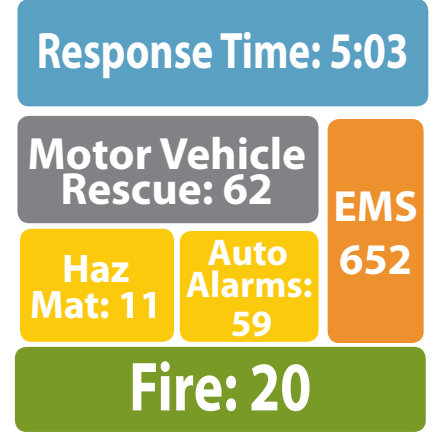 Response Time: 5:03
Motor Vehicle
Rescue: 62
EMS
652
Haz
Mat: 11
Auto
Alarms:
59
Fire: 20